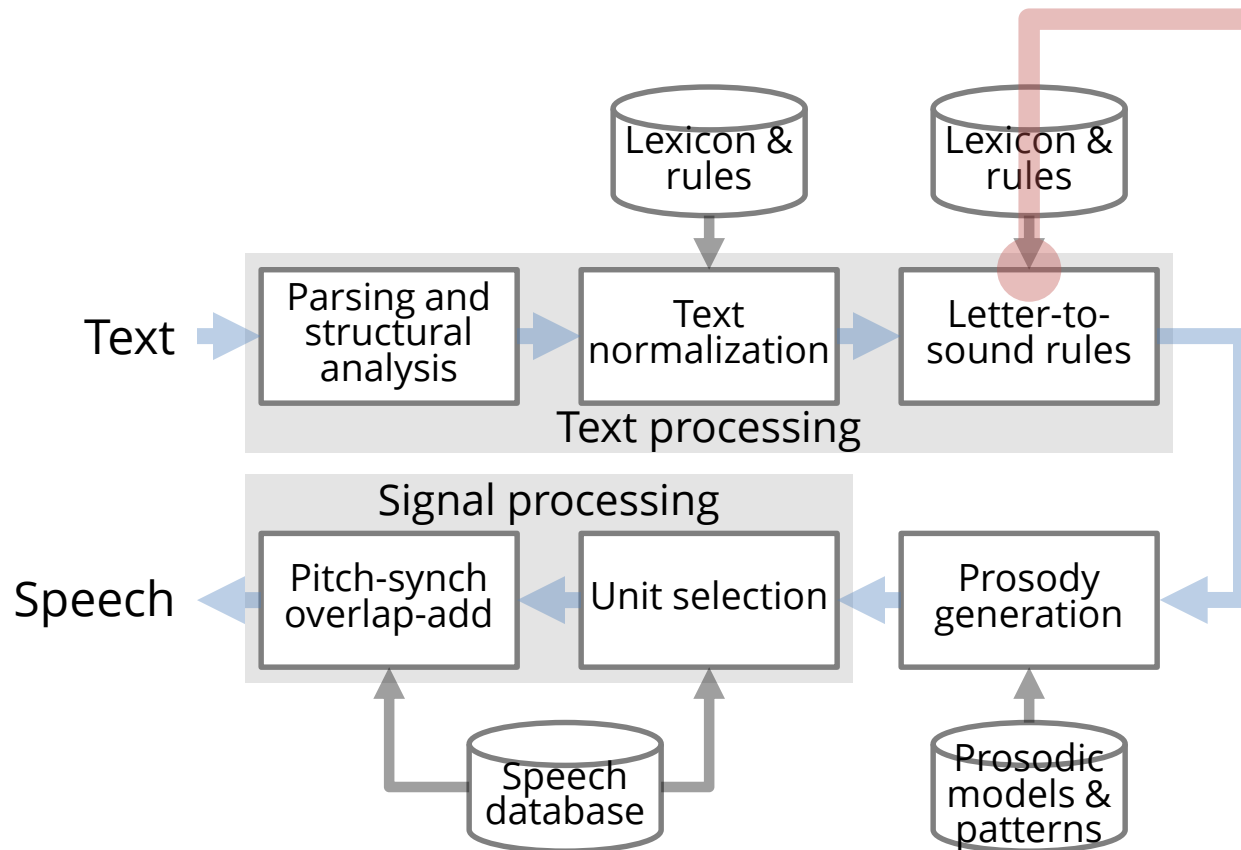 Lexicon &
rules
Lexicon &
rules
Text
Parsing and
structural
analysis
Text
normalization
Letter-to-
sound rules
Text processing
Signal processing
Speech
Pitch-synch
overlap-add
Unit selection
Prosody
generation
Speech
database
Prosodic
models &
patterns